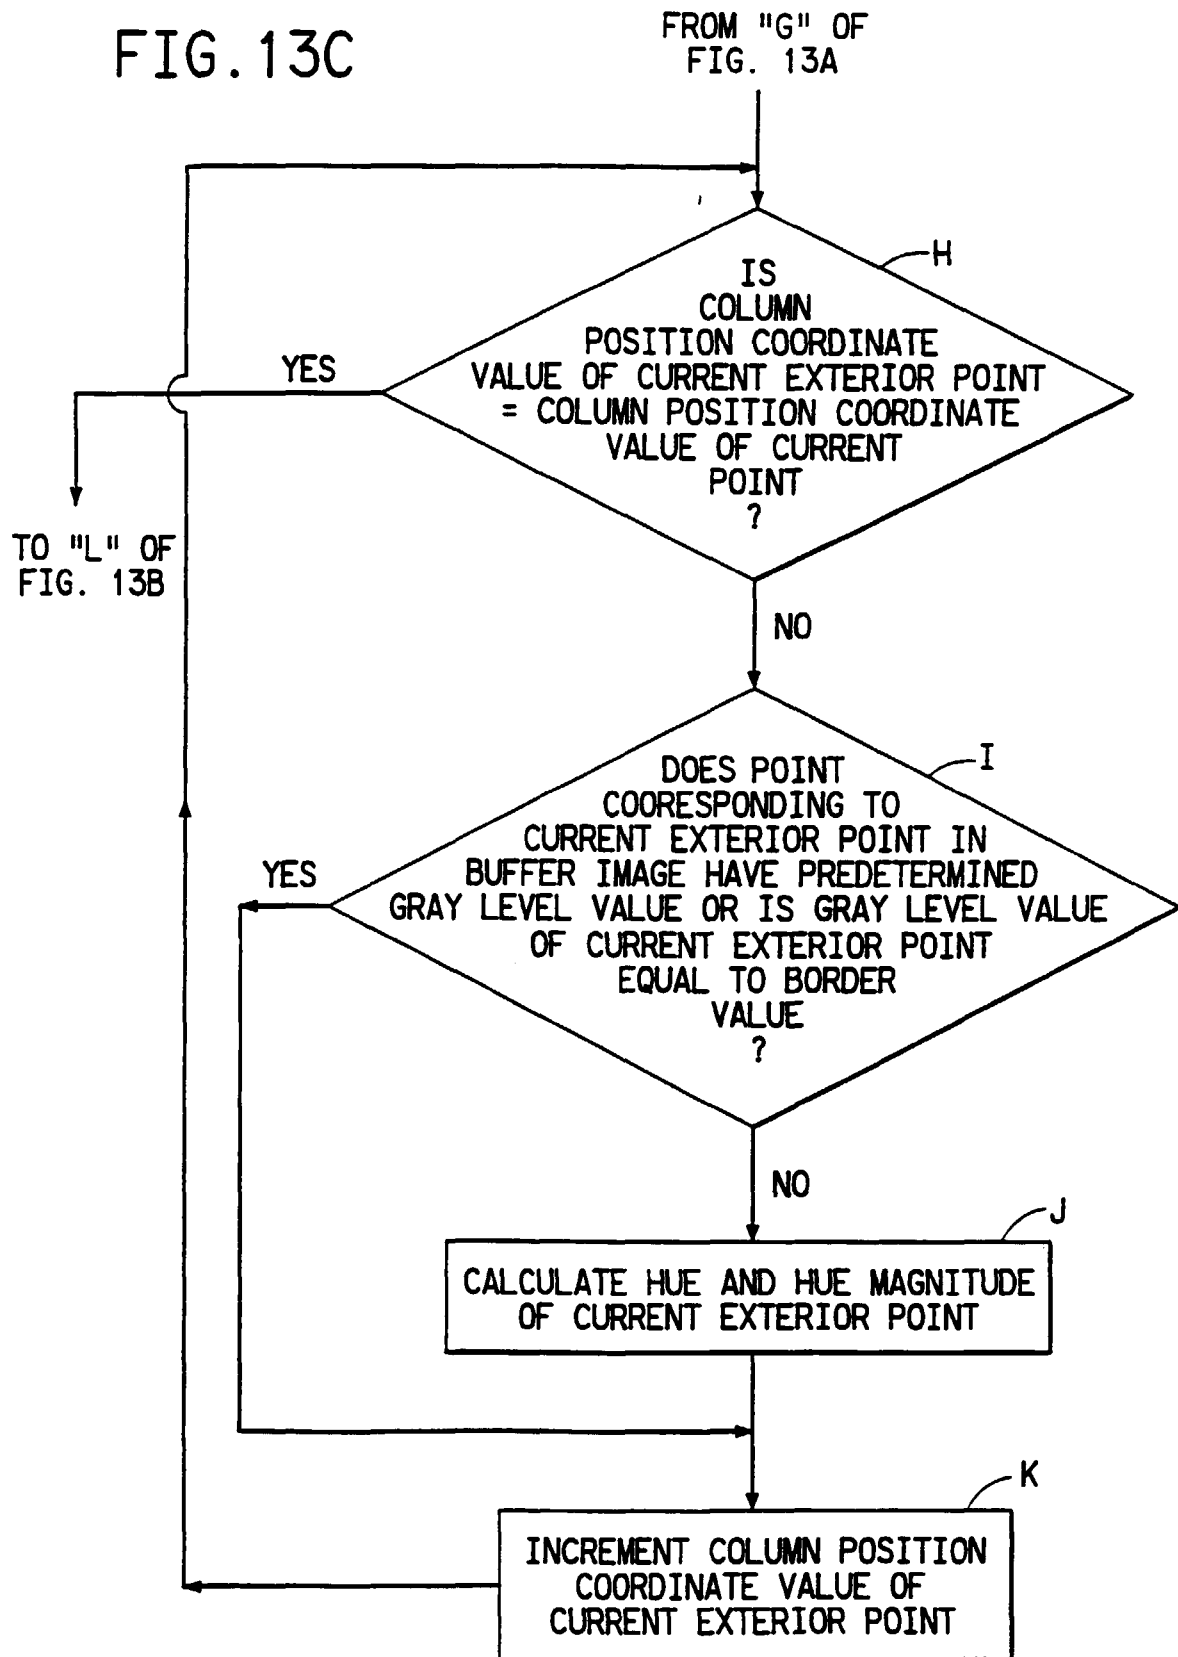 FIG. 13C
FROM "G" OF
FIG. 13A
H
IS
COLUMN
POSITION COORDINATE
VALUE OF CURRENT EXTERIOR POINT
= COLUMN POSITION COORDINATE
VALUE OF CURRENT
POINT
?
YES
TO "L" OF
FIG. 13B
NO
I
DOES POINT
COORESPONDING TO
CURRENT EXTERIOR POINT IN
BUFFER IMAGE HAVE PREDETERMINED
GRAY LEVEL VALUE OR IS GRAY LEVEL VALUE
OF CURRENT EXTERIOR POINT
EQUAL TO BORDER
VALUE
?
YES
NO
J
CALCULATE HUE AND HUE MAGNITUDE
OF CURRENT EXTERIOR POINT
K
INCREMENT COLUMN POSITION
COORDINATE VALUE OF
CURRENT EXTERIOR POINT